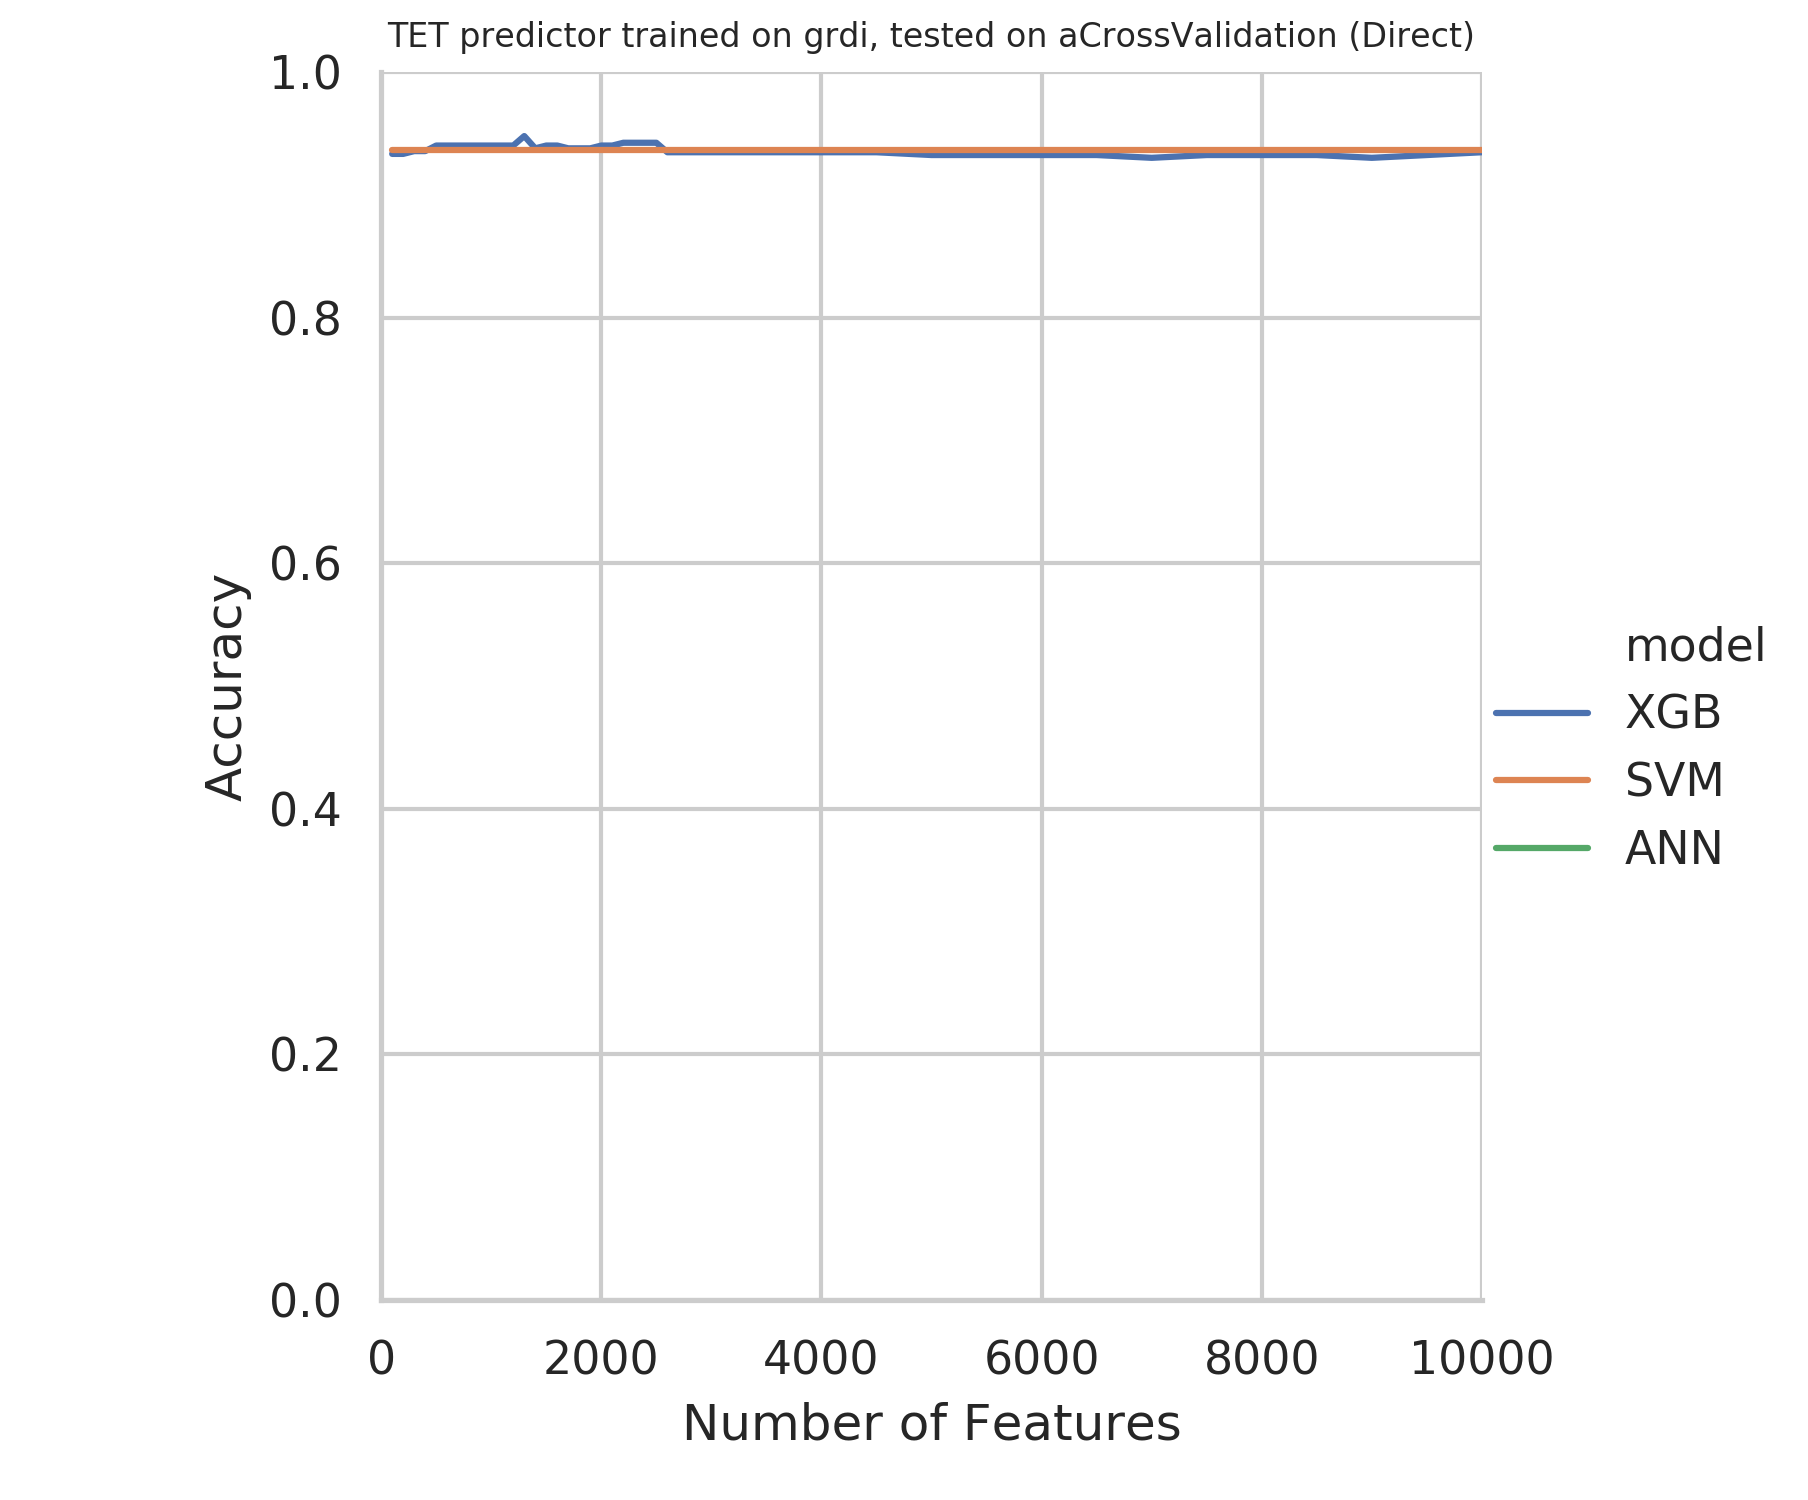 TET predictor trained on grdi, tested on aCrossValidation (Direct)
1.0
0.8
0.6
0.4
0.2
0.0
Accuracy
0 2000 4000 6000 8000 10000
Number of Features
model
XGB
SVM
ANN